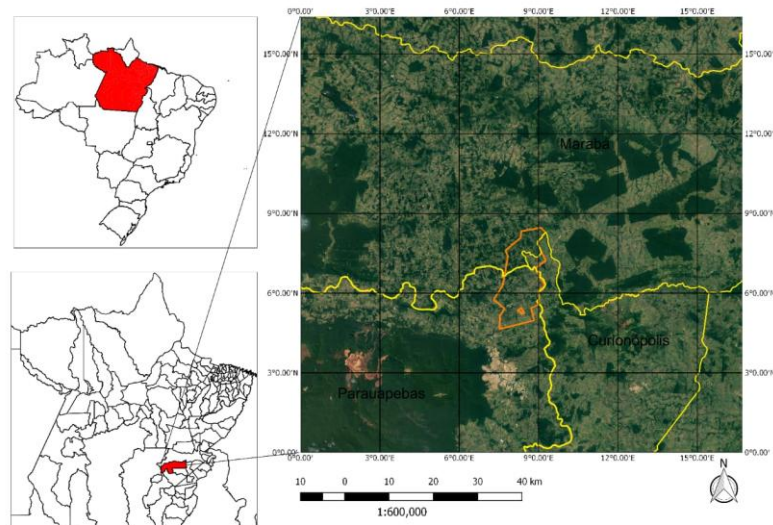 0°0.00' 3°0.00'E 6°0.00'E 9°0.00'E 12°0.00'E 15°0.00'E
15°0.00'N 15°0.00'N
Maraba
12°0.00'N 12°0.00'N
9°0.00'N 9°0.00'N
6°0.00'N 6°0.00'N
Curionópolis
3°0.00'N 3°0.00'N
Parauapebas
0°0.00' 0°0.00'
0°0.00' 3°0.00'E 6°0.00'E 9°0.00'E 12°0.00'E 15°0.00'E
N
10 0 10 20 30 40 km
1:600,000